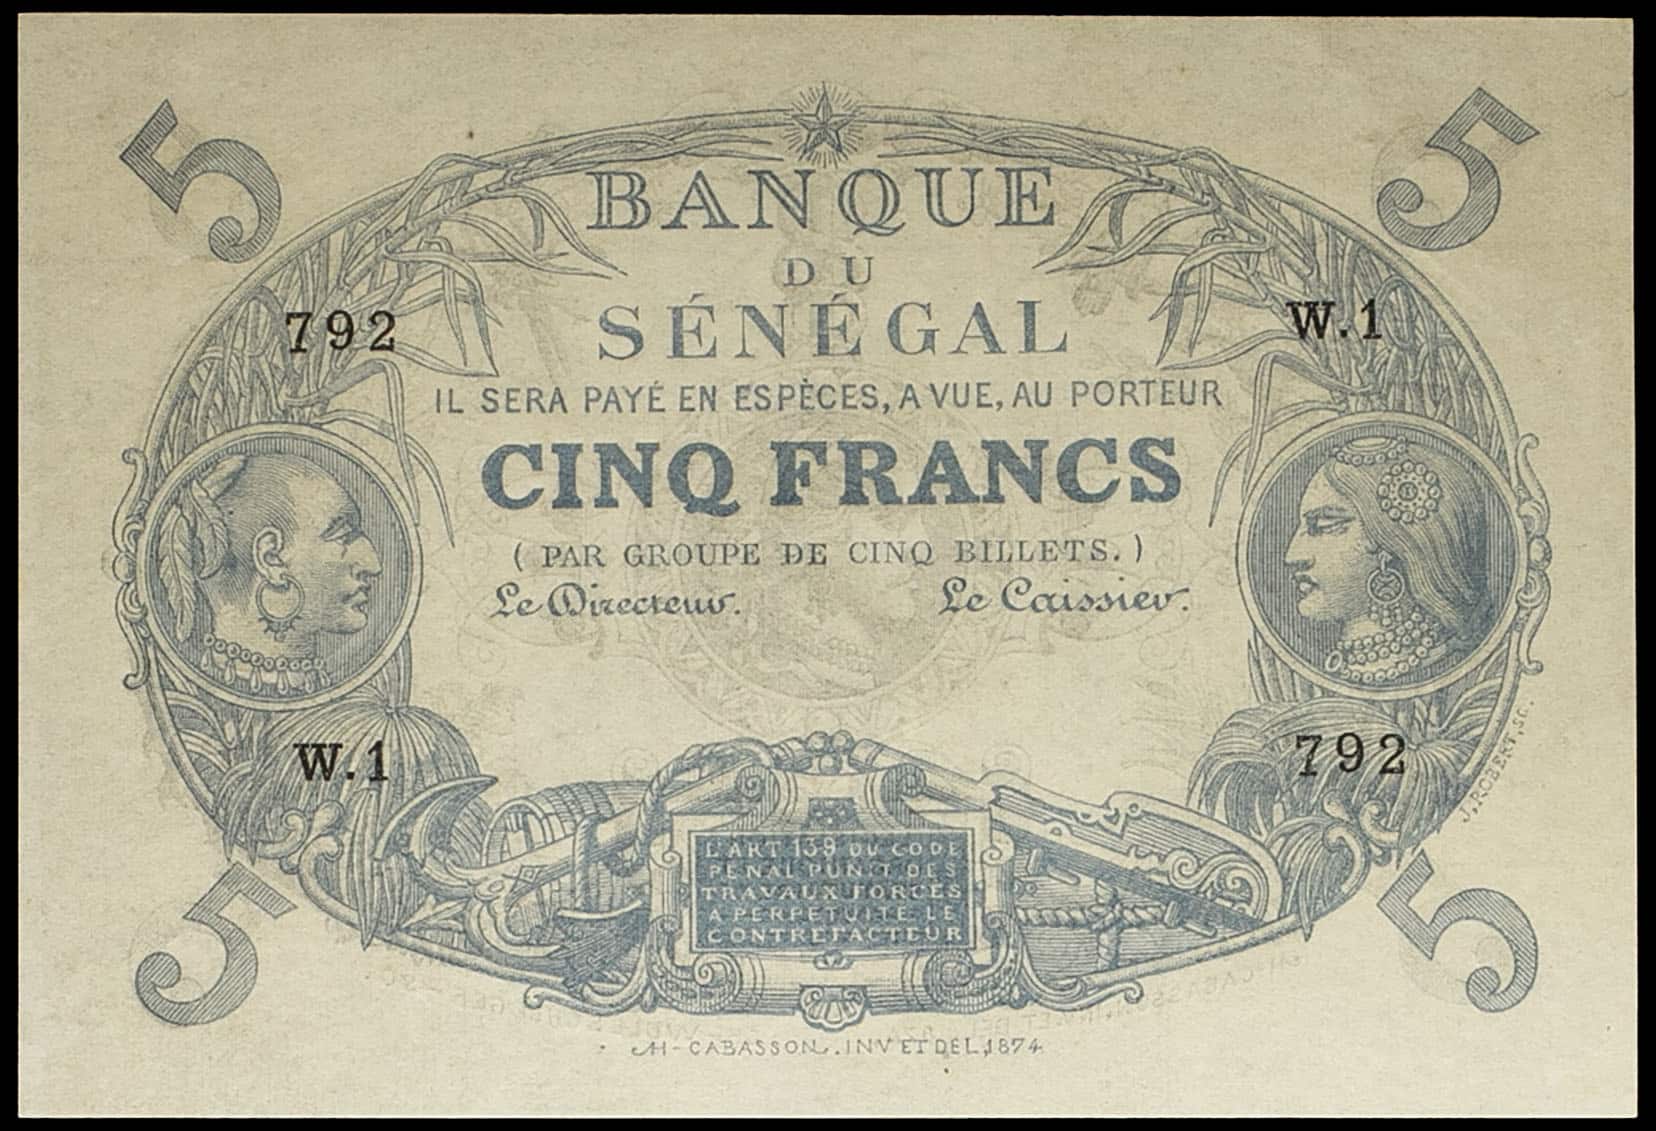 5 5
BANQUE
DU
SÉNÉGAL
792 W.1
IL SERA PAYÉ EN ESPÈCES, A VUE, AU PORTEUR
CINQ FRANCS
( PAR GROUPE DE CINQ BILLETS. )
Le Directeur. Le Caissier.
W.1 792
J. ROBERT, SC.
L'ART 139 DU CODE
PENAL PUNIT DES
TRAVAUX FORCES
A PERPETUITE LE
CONTREFACTEUR
5 5
H - CABASSON. INV ET DEL, 1874